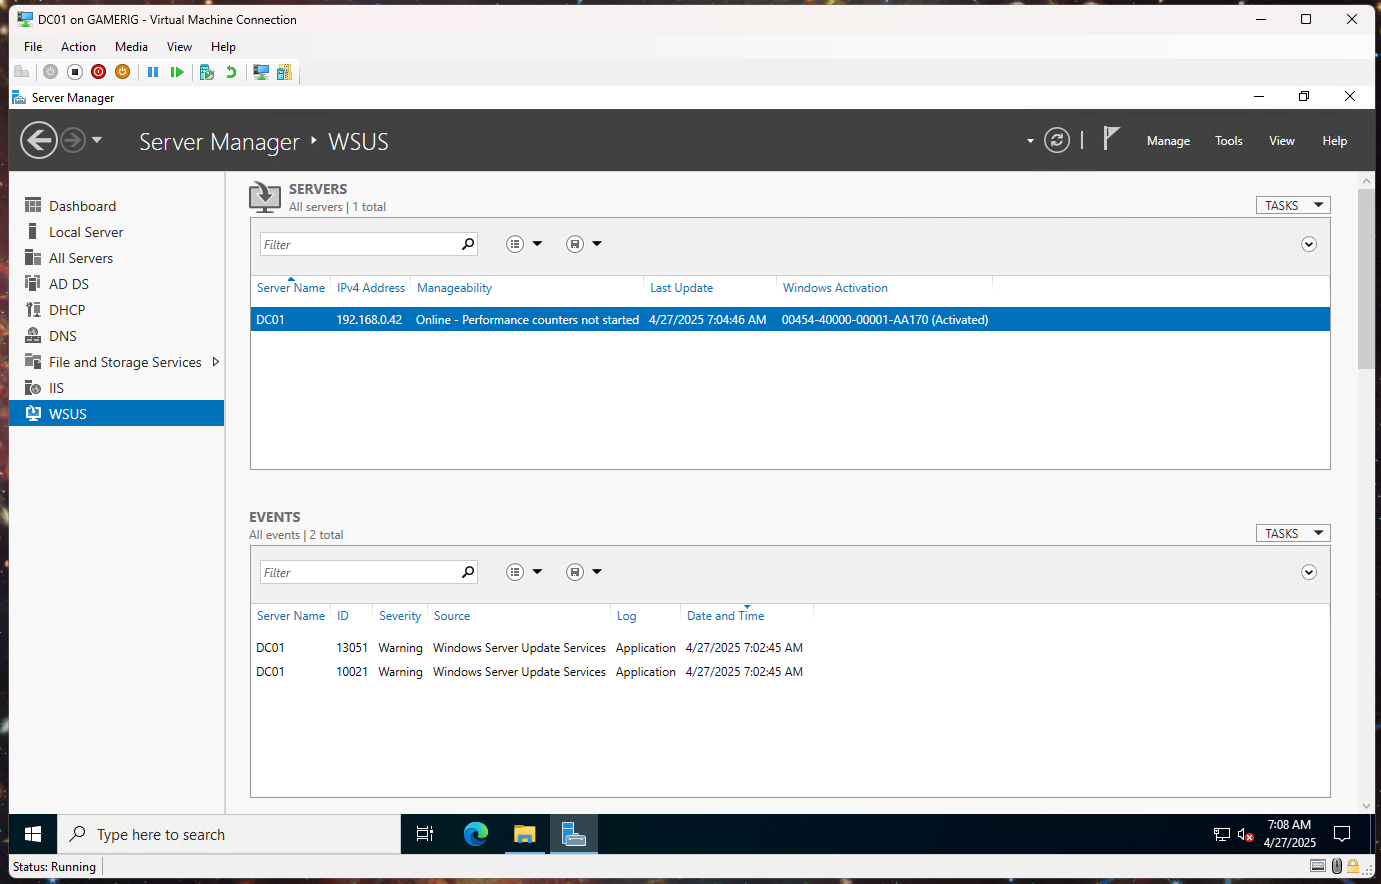 DC01 on GAMERIG - Virtual Machine Connection
File Action Media View Help
Server Manager
Server Manager WSUS
Manage Tools View Help
Dashboard
Local Server
All Servers
AD DS
DHCP
DNS
File and Storage Services
IIS
WSUS
SERVERS
All servers | 1 total
TASKS
Filter
Server Name IPv4 Address Manageability Last Update Windows Activation
DC01 192.168.0.42 Online - Performance counters not started 4/27/2025 7:04:46 AM 00454-40000-00001-AA170 (Activated)
EVENTS
All events | 2 total
TASKS
Filter
Server Name ID Severity Source Log Date and Time
DC01 13051 Warning Windows Server Update Services Application 4/27/2025 7:02:45 AM
DC01 10021 Warning Windows Server Update Services Application 4/27/2025 7:02:45 AM
Type here to search
7:08 AM
4/27/2025
Status: Running